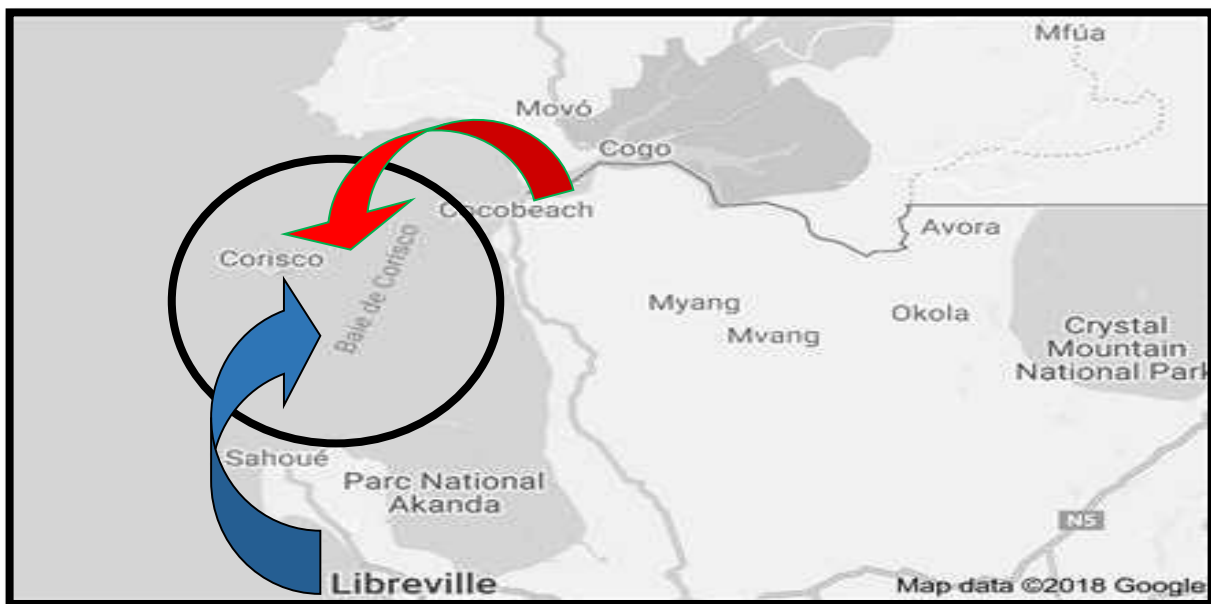 Mfúa
Movó
Cogo
Cocobeach
Avora
Corisco
Baie de Corisco
Myang
Mvang
Okola
Crystal
Mountain
National Park
Sahoué
Parc National
Akanda
N5
Libreville
Map data ©2018 Google